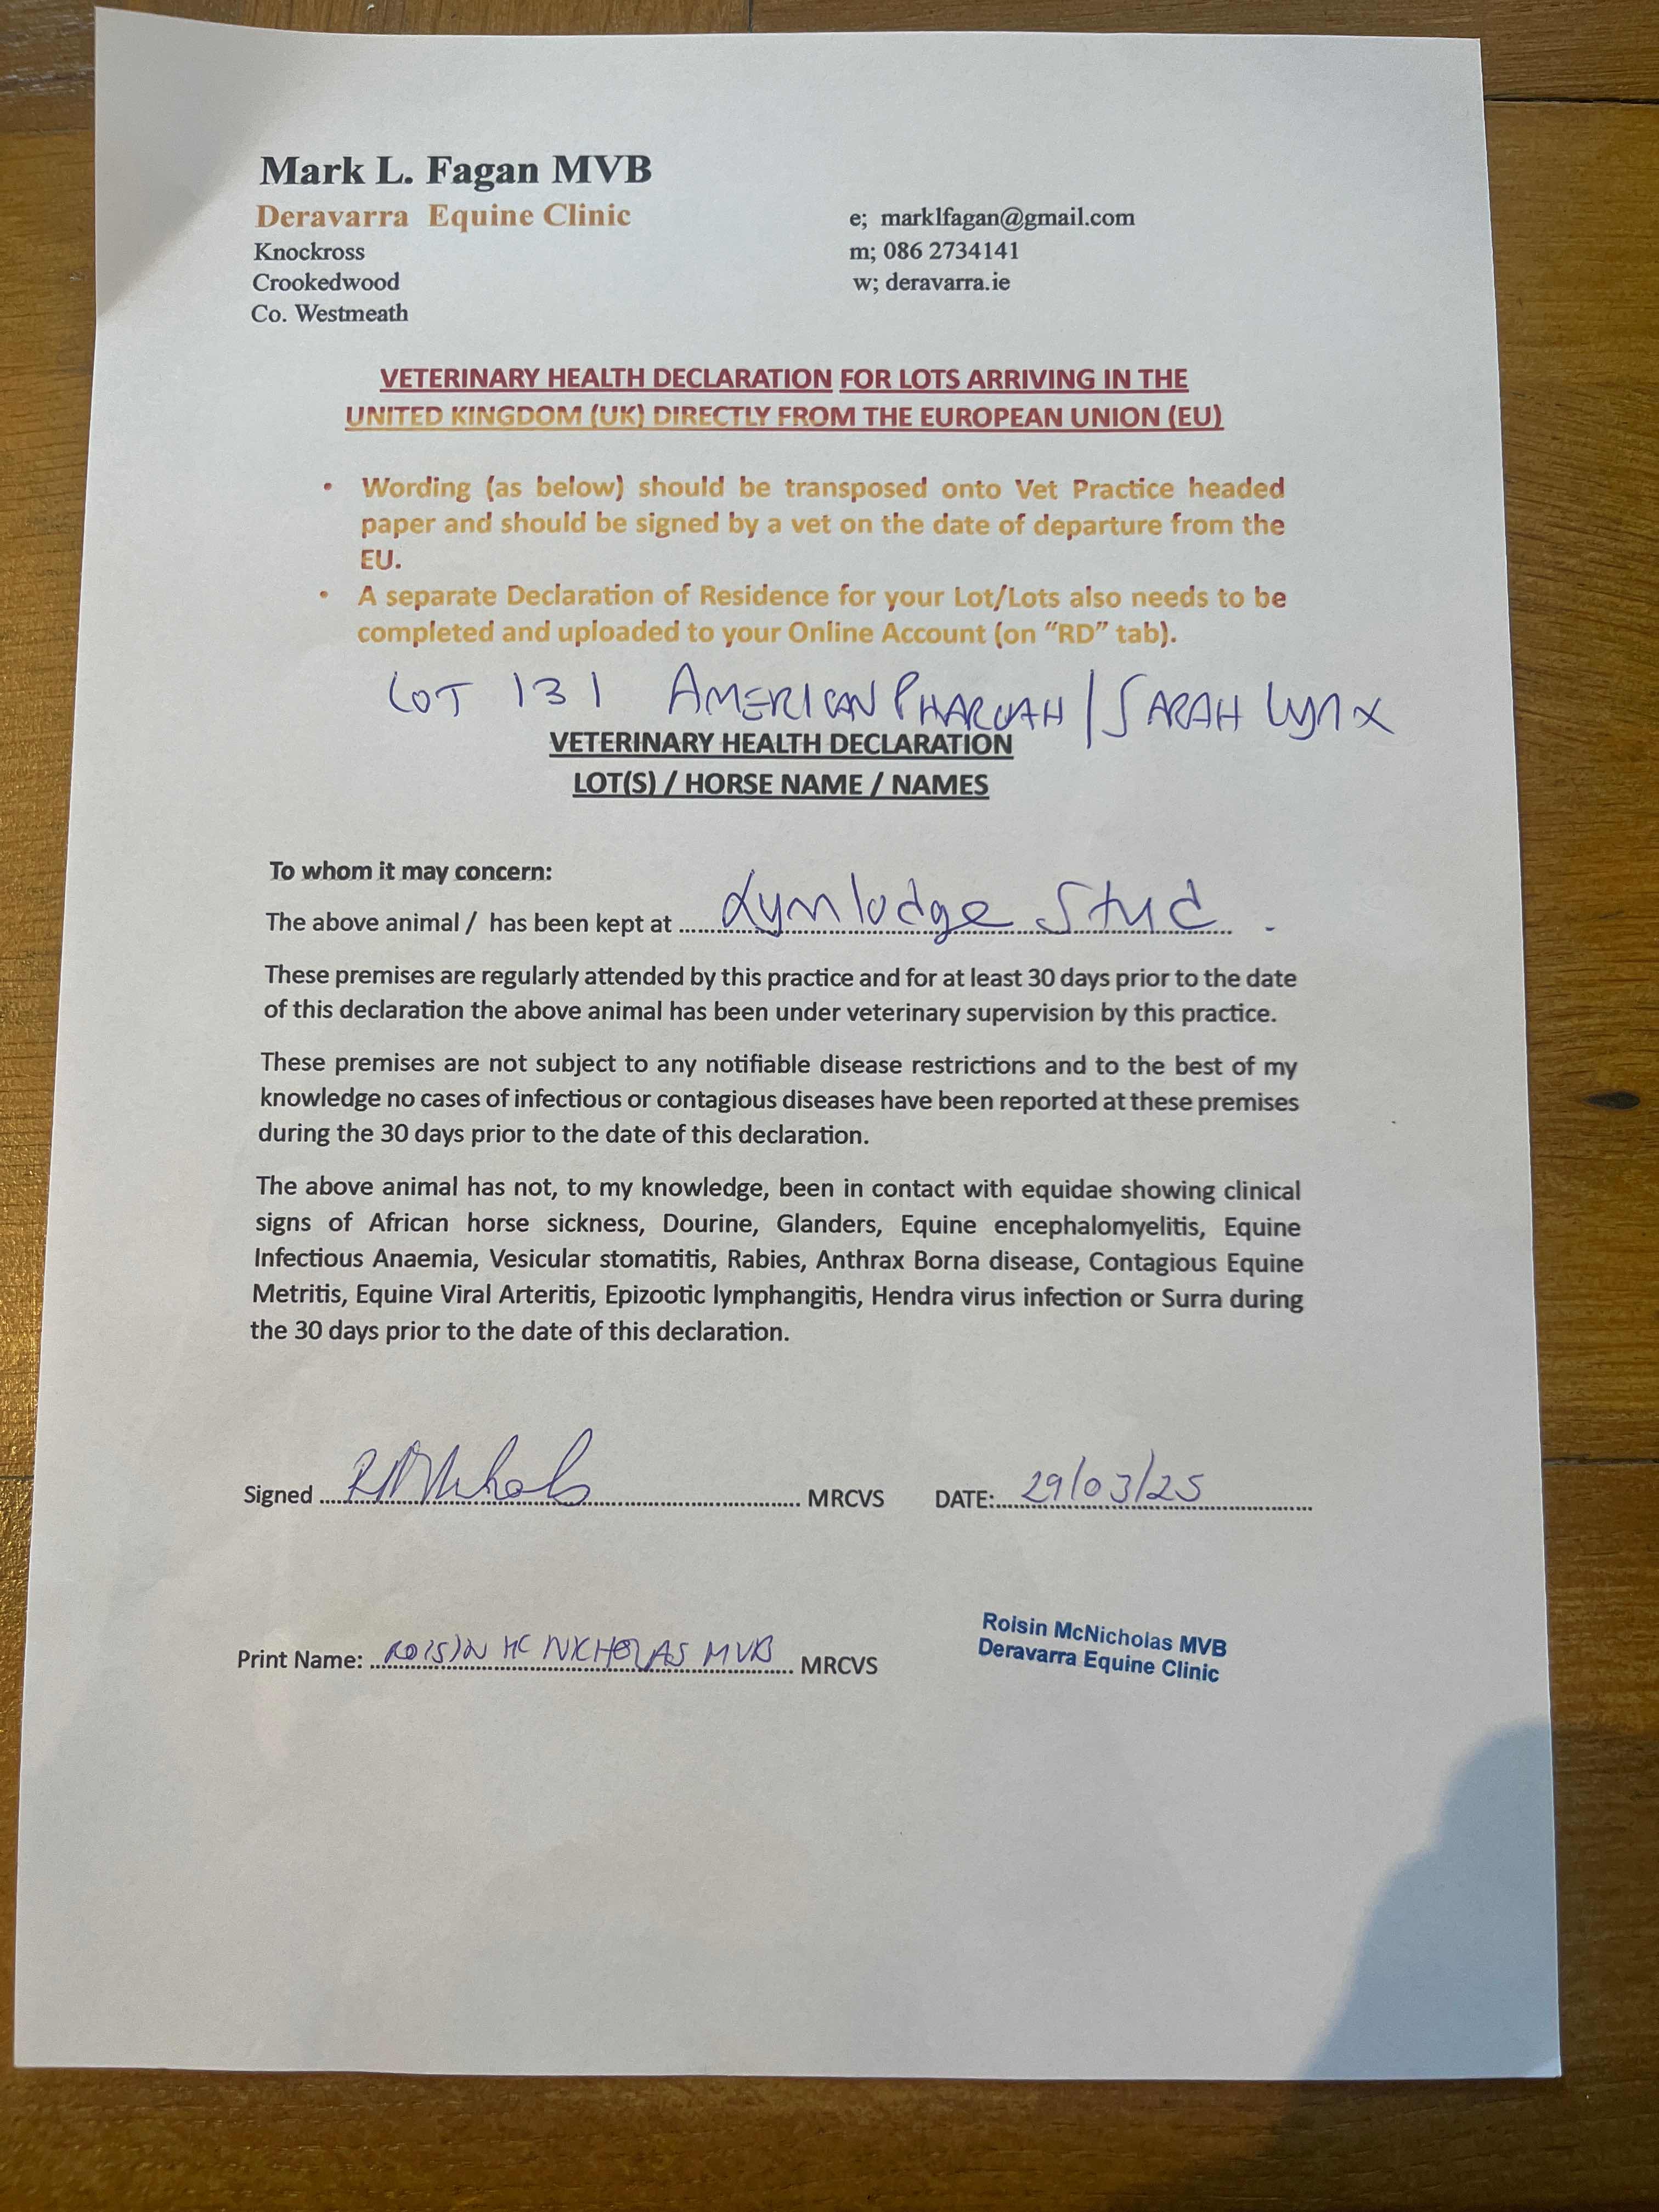 Mark L. Fagan MVB
Deravarra Equine Clinic
Knockross
Crookedwood
Co. Westmeath
e; marklfagan@gmail.com
m; 086 2734141
w; deravarra.ie
VETERINARY HEALTH DECLARATION FOR LOTS ARRIVING IN THE
UNITED KINGDOM (UK) DIRECTLY FROM THE EUROPEAN UNION (EU)
• Wording (as below) should be transposed onto Vet Practice headed
paper and should be signed by a vet on the date of departure from the
EU.
• A separate Declaration of Residence for your Lot/Lots also needs to be
completed and uploaded to your Online Account (on “RD” tab).
LOT 131 AMERICAN PHAROAH / SARAH Lynx
VETERINARY HEALTH DECLARATION
LOT(S) / HORSE NAME / NAMES
To whom it may concern:
The above animal / has been kept at Lynnlodge Stud.
These premises are regularly attended by this practice and for at least 30 days prior to the date
of this declaration the above animal has been under veterinary supervision by this practice.
These premises are not subject to any notifiable disease restrictions and to the best of my
knowledge no cases of infectious or contagious diseases have been reported at these premises
during the 30 days prior to the date of this declaration.
The above animal has not, to my knowledge, been in contact with equidae showing clinical
signs of African horse sickness, Dourine, Glanders, Equine encephalomyelitis, Equine
Infectious Anaemia, Vesicular stomatitis, Rabies, Anthrax Borna disease, Contagious Equine
Metritis, Equine Viral Arteritis, Epizootic lymphangitis, Hendra virus infection or Surra during
the 30 days prior to the date of this declaration.
Signed RMcNicholas MRCVS DATE: 29/03/25
Print Name: ROISIN MC NICHOLAS MVB MRCVS
Roisin McNicholas MVB
Deravarra Equine Clinic